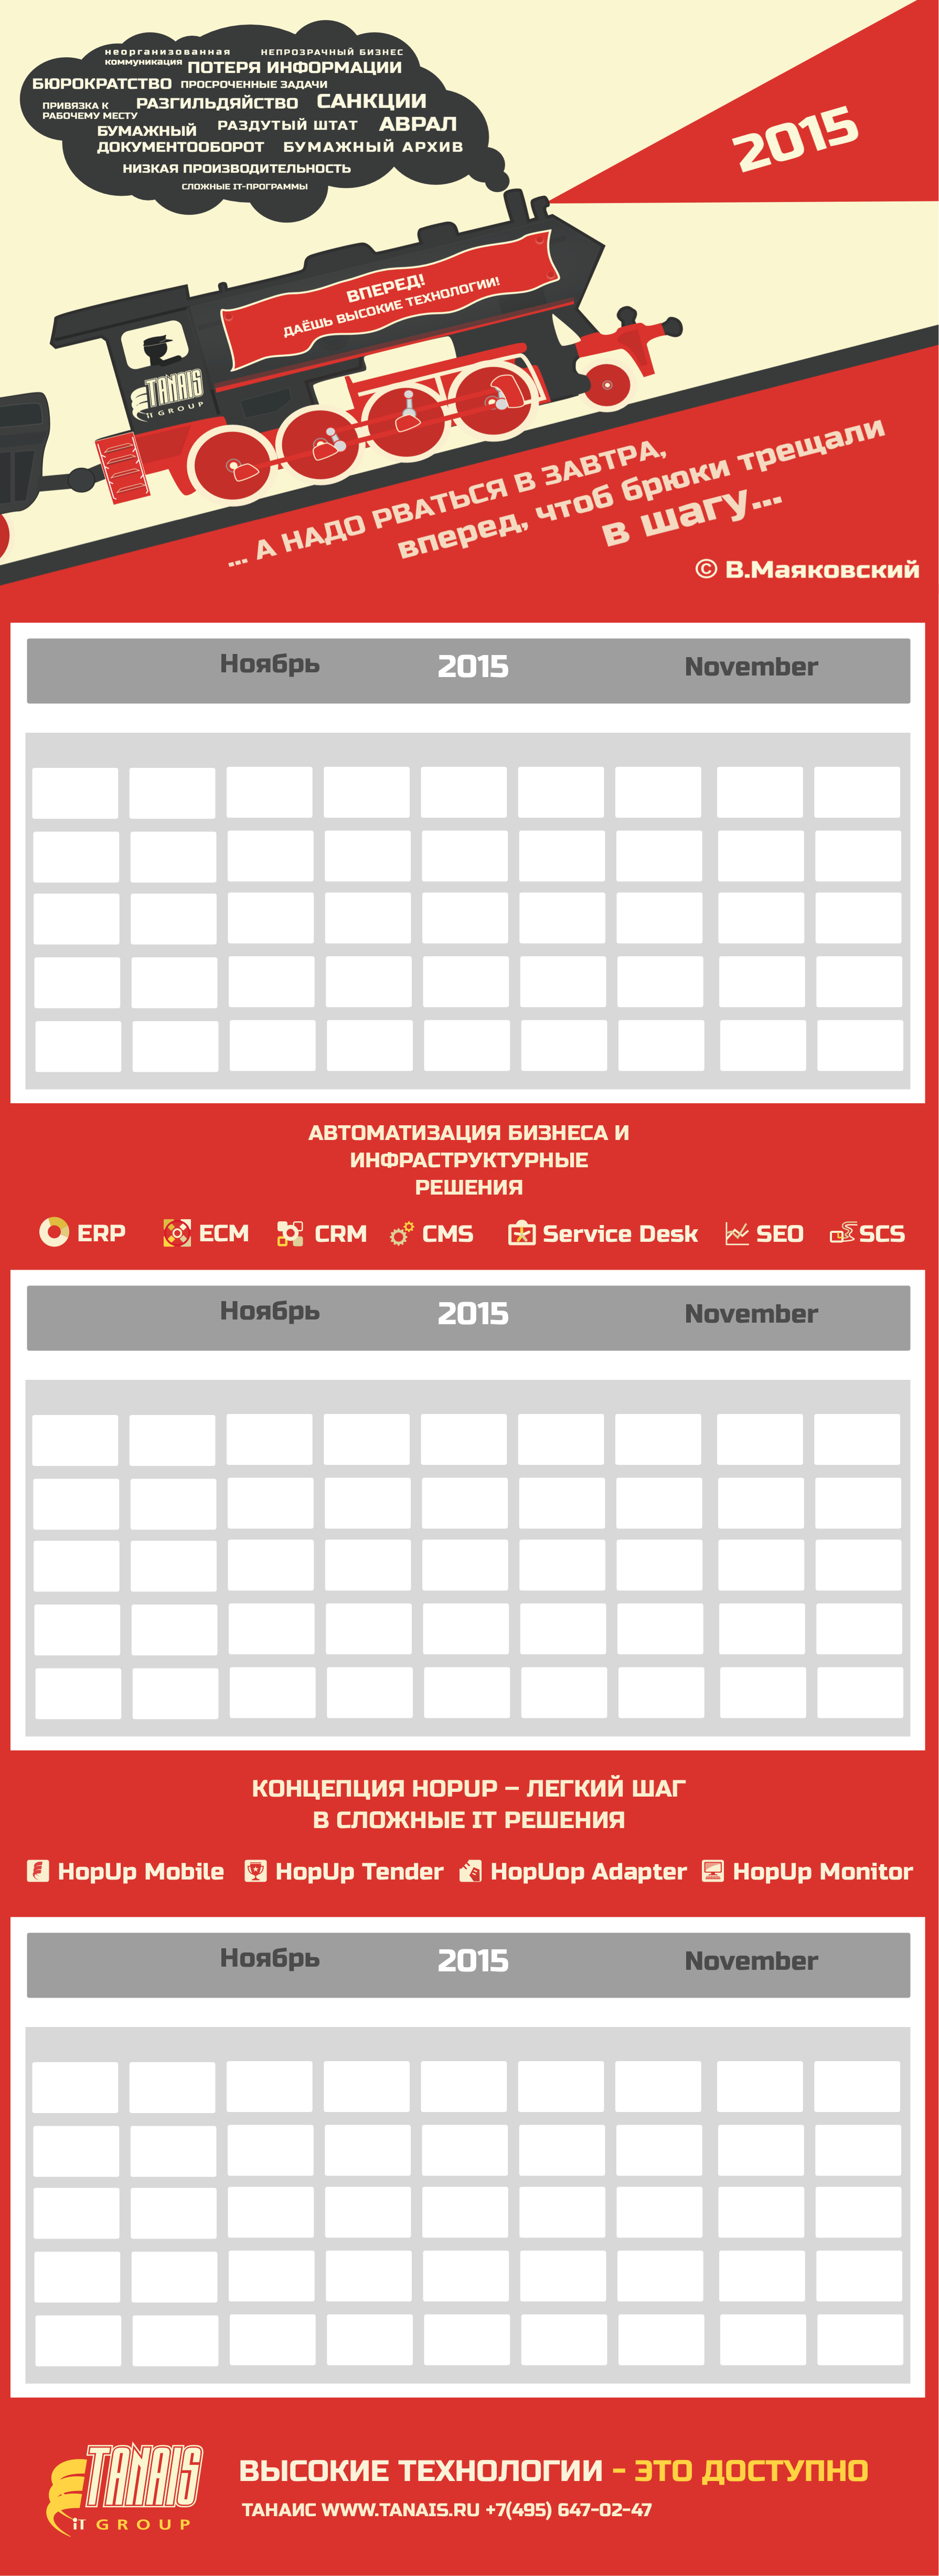 неорганизованная
коммуникация
НЕПРОЗРАЧНЫЙ БИЗНЕС
ПОТЕРЯ ИНФОРМАЦИИ
БЮРОКРАТСТВО ПРОСРОЧЕННЫЕ ЗАДАЧИ
ПРИВЯЗКА К
РАБОЧЕМУ МЕСТУ
РАЗГИЛЬДЯЙСТВО САНКЦИИ
БУМАЖНЫЙ
ДОКУМЕНТООБОРОТ
РАЗДУТЫЙ ШТАТ АВРАЛ
БУМАЖНЫЙ АРХИВ
НИЗКАЯ ПРОИЗВОДИТЕЛЬНОСТЬ
СЛОЖНЫЕ IT-ПРОГРАММЫ
2015
ВПЕРЕД!
ДАЁШЬ ВЫСОКИЕ ТЕХНОЛОГИИ!
TANAIS
iT GROUP
... А НАДО РВАТЬСЯ В ЗАВТРА,
вперед, чтоб брюки трещали
в шагу...
© В.Маяковский
Ноябрь 2015 November
АВТОМАТИЗАЦИЯ БИЗНЕСА И
ИНФРАСТРУКТУРНЫЕ
РЕШЕНИЯ
ERP ECM CRM CMS Service Desk SEO SCS
Ноябрь 2015 November
КОНЦЕПЦИЯ HOPUP – ЛЕГКИЙ ШАГ
В СЛОЖНЫЕ IT РЕШЕНИЯ
HopUp Mobile HopUp Tender HopUop Adapter HopUp Monitor
Ноябрь 2015 November
TANAIS
iT GROUP
ВЫСОКИЕ ТЕХНОЛОГИИ - ЭТО ДОСТУПНО
ТАНАИС WWW.TANAIS.RU +7(495) 647-02-47